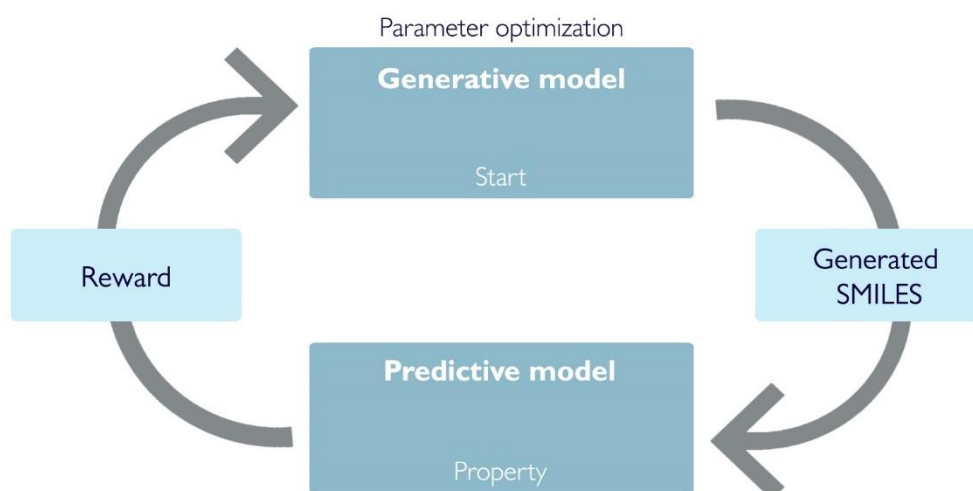 Parameter optimization
Generative model
Start
Reward
Generated
SMILES
Predictive model
Property